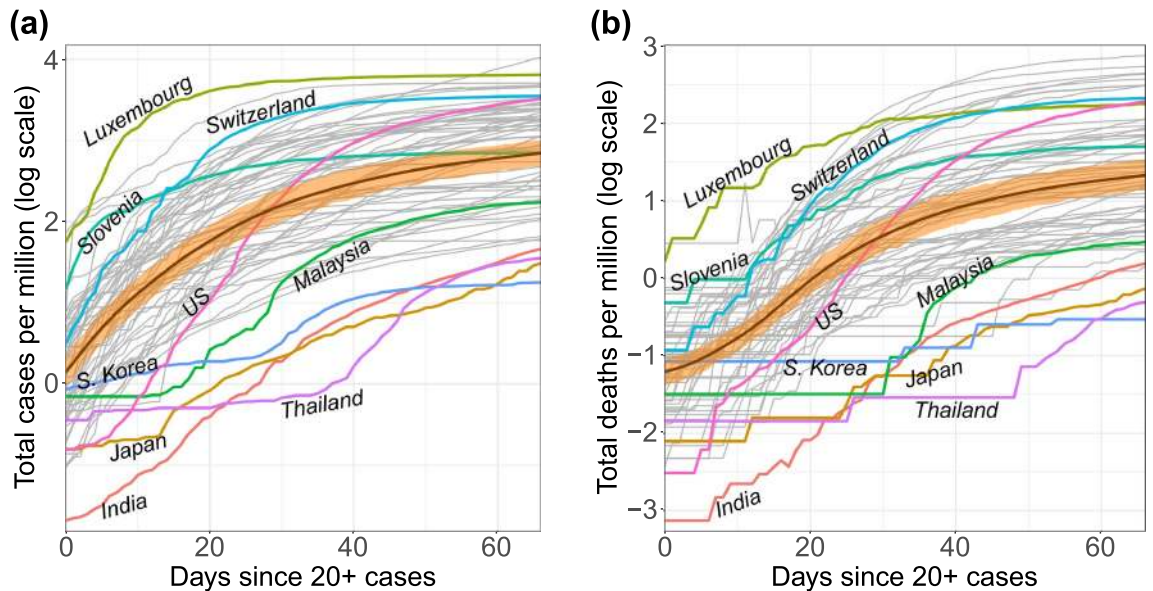 (a)
Total cases per million (log scale)
4
2
0
Luxembourg
Switzerland
Slovenia
US
Malaysia
S. Korea
Thailand
Japan
India
0 20 40 60
Days since 20+ cases
(b)
Total deaths per million (log scale)
3
2
1
0
−1
−2
−3
Luxembourg
Switzerland
Slovenia
Malaysia
US
S. Korea
Japan
Thailand
India
0 20 40 60
Days since 20+ cases